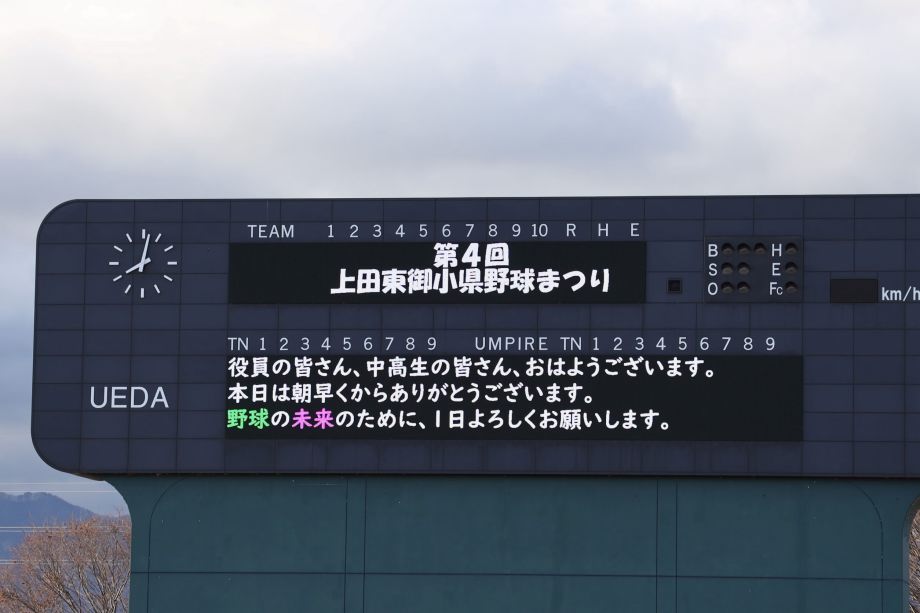 TEAM 1 2 3 4 5 6 7 8 9 10 R H E
第4回
上田東御小県野球まつり
B H
S E
O Fc
km/h
TN 1 2 3 4 5 6 7 8 9 UMPIRE TN 1 2 3 4 5 6 7 8 9
役員の皆さん、中高生の皆さん、おはようございます。
本日は朝早くからありがとうございます。
野球の未来のために、1日よろしくお願いします。
UEDA